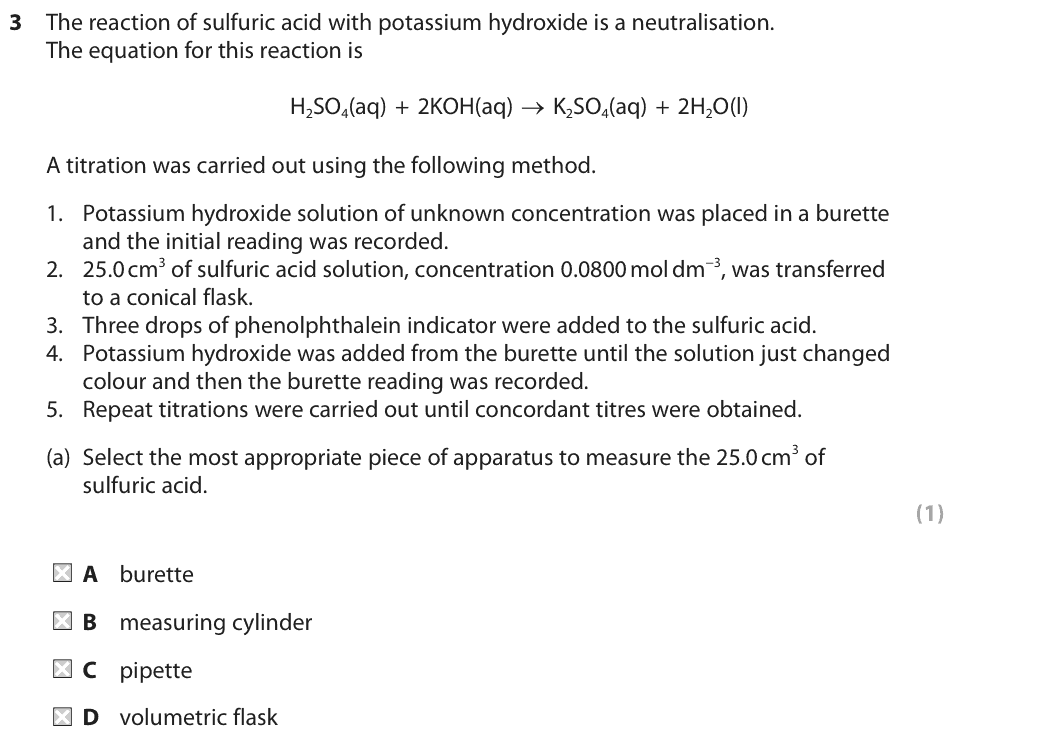 3 The reaction of sulfuric acid with potassium hydroxide is a neutralisation.
The equation for this reaction is
H₂SO₄(aq) + 2KOH(aq) → K₂SO₄(aq) + 2H₂O(l)
A titration was carried out using the following method.
1. Potassium hydroxide solution of unknown concentration was placed in a burette
and the initial reading was recorded.
2. 25.0 cm³ of sulfuric acid solution, concentration 0.0800 mol dm⁻³, was transferred
to a conical flask.
3. Three drops of phenolphthalein indicator were added to the sulfuric acid.
4. Potassium hydroxide was added from the burette until the solution just changed
colour and then the burette reading was recorded.
5. Repeat titrations were carried out until concordant titres were obtained.
(a) Select the most appropriate piece of apparatus to measure the 25.0 cm³ of
sulfuric acid.
(1)
A burette
B measuring cylinder
C pipette
D volumetric flask